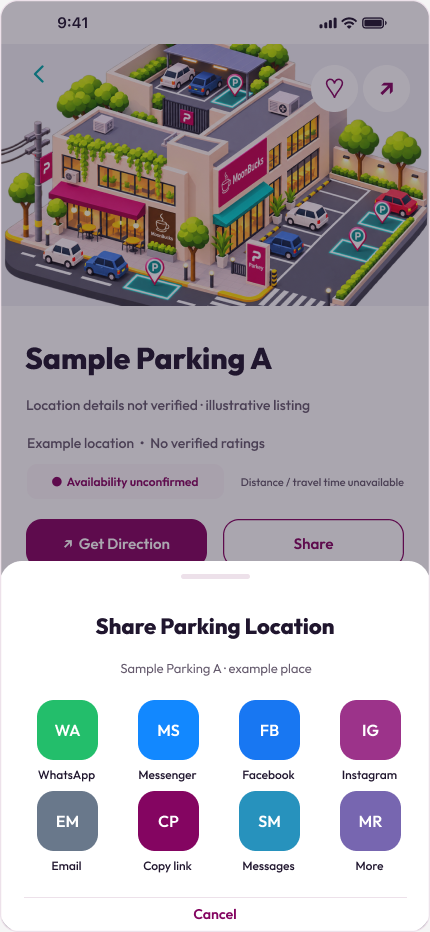 9:41
P
P
P
MoonBucks
MoonBucks
P
P
P
P
Parkey
Sample Parking A
Location details not verified · illustrative listing
Example location • No verified ratings
Availability unconfirmed
Distance / travel time unavailable
Get Direction
Share
Share Parking Location
Sample Parking A · example place
WA
MS
FB
IG
WhatsApp
Messenger
Facebook
Instagram
EM
CP
SM
MR
Email
Copy link
Messages
More
Cancel